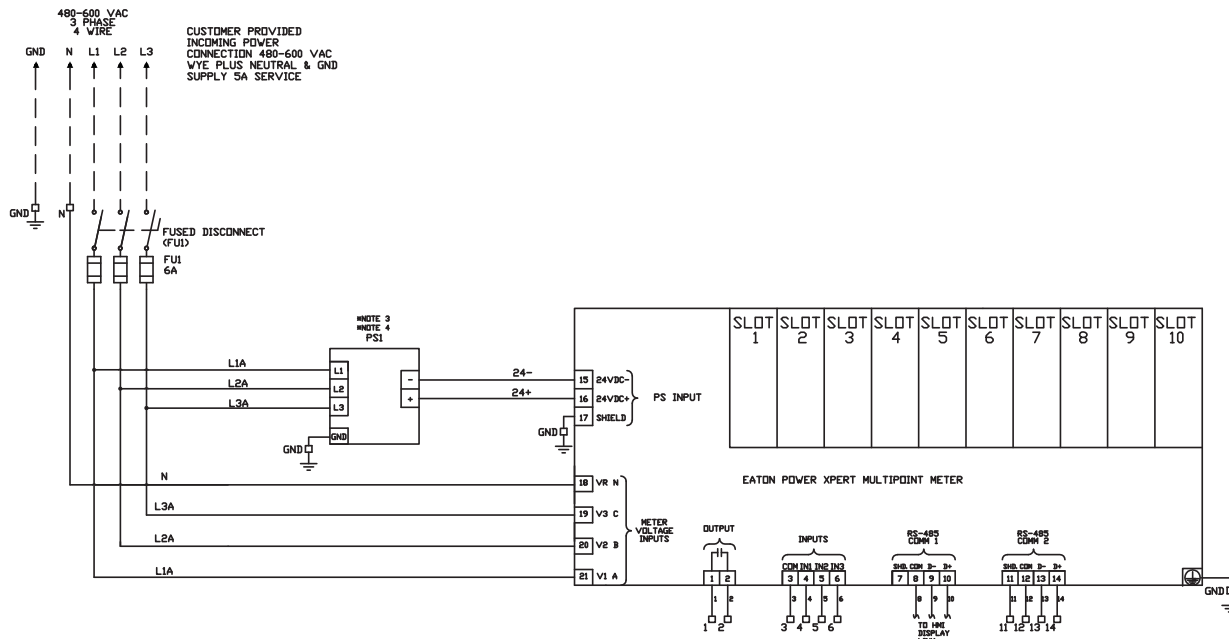 480-600 VAC
3 PHASE
4 WIRE
GND N L1 L2 L3
CUSTOMER PROVIDED
INCOMING POWER
CONNECTION 480-600 VAC
WYE PLUS NEUTRAL & GND
SUPPLY 5A SERVICE
GND
N
FUSED DISCONNECT
(FU1)
FU1
6A
*NOTE 3
*NOTE 4
PS1
L1A L1
L2A L2
L3A L3
GND
GND
-
+
24-
24+
15 24VDC-
16 24VDC+
17 SHIELD
PS INPUT
GND
N
18 VR N
L3A
19 V3 C
L2A
20 V2 B
L1A
21 V1 A
METER
VOLTAGE
INPUTS
SLOT 1
SLOT 2
SLOT 3
SLOT 4
SLOT 5
SLOT 6
SLOT 7
SLOT 8
SLOT 9
SLOT 10
EATON POWER XPERT MULTIPOINT METER
OUTPUT
1 2
1 2
1 2
INPUTS
COM IN1 IN2 IN3
3 4 5 6
3 4 5 6
3 4 5 6
RS-485
COMM 1
SHD. COM D- D+
7 8 9 10
8 9 10
TO HMI
DISPLAY
RS-485
COMM 2
SHD. COM D- D+
11 12 13 14
11 12 13 14
11 12 13 14
GND